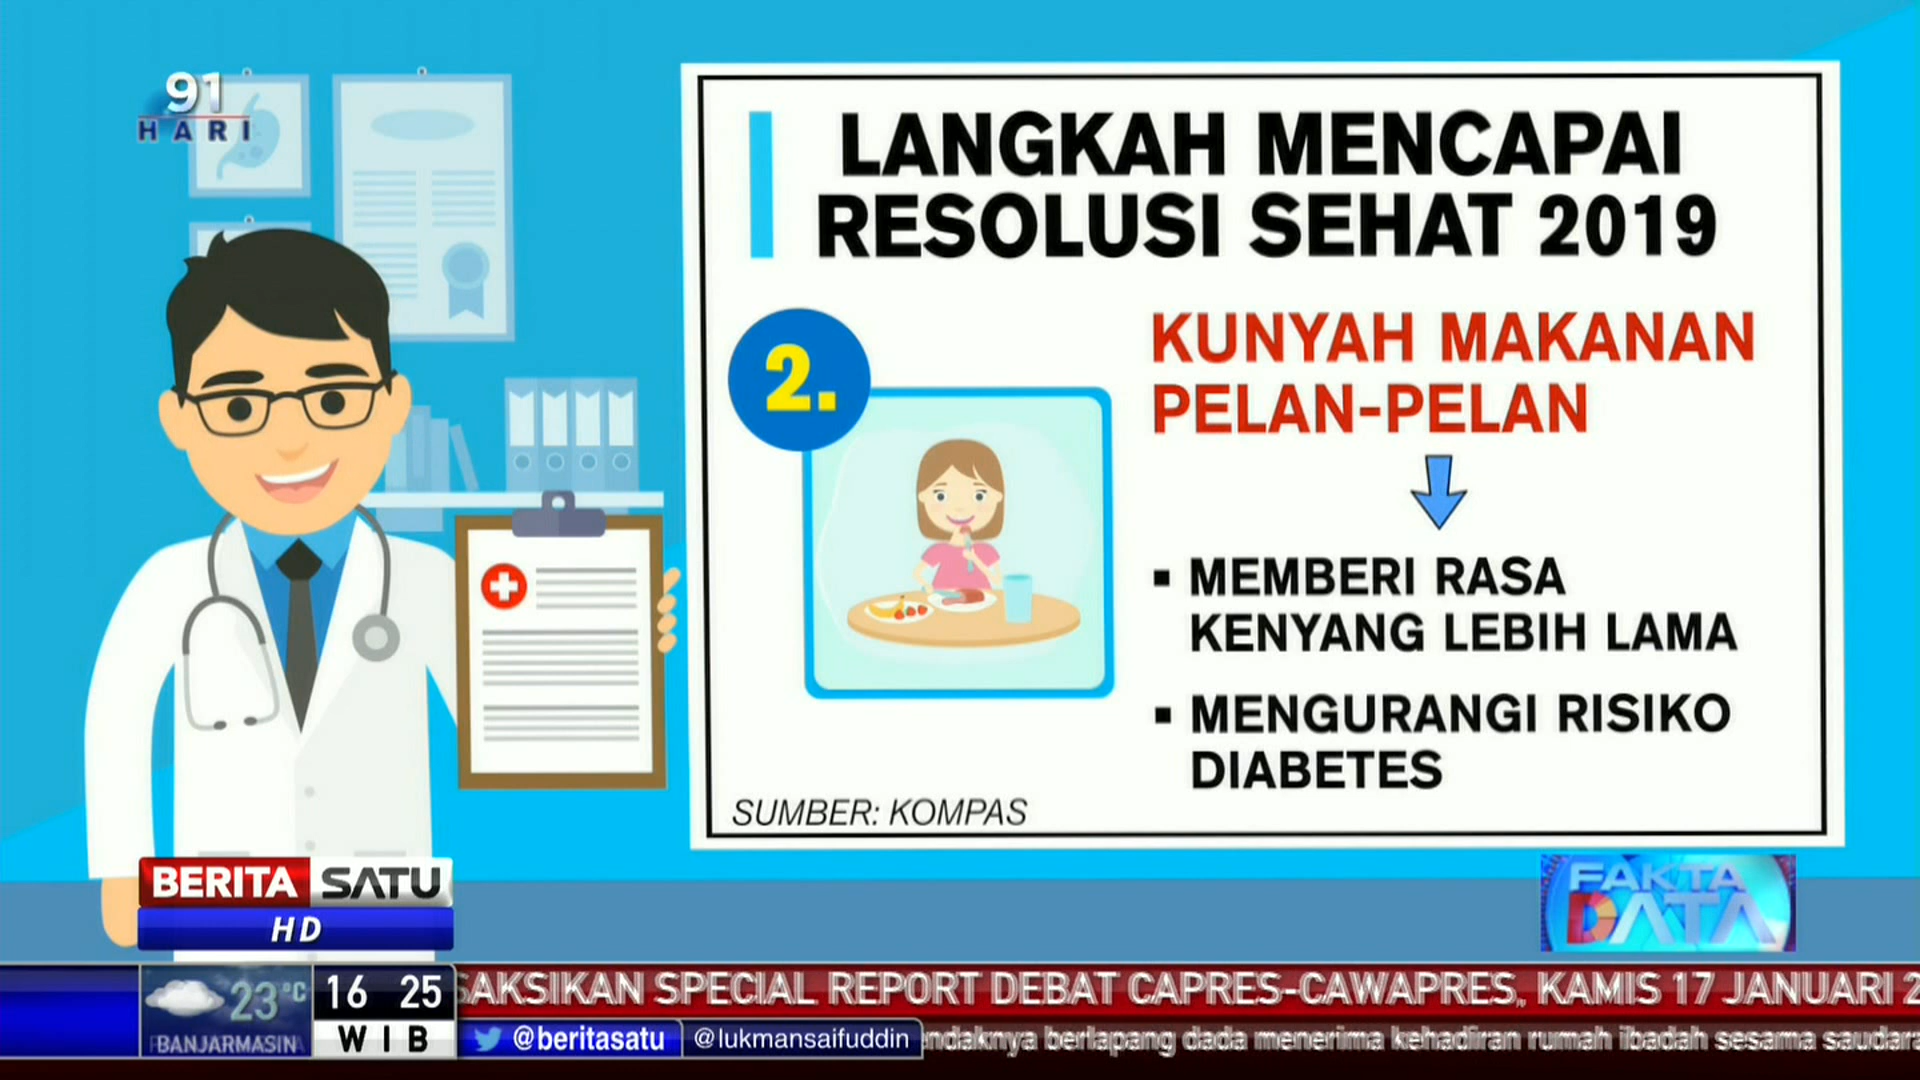 91
HARI
LANGKAH MENCAPAI
RESOLUSI SEHAT 2019
2.
KUNYAH MAKANAN
PELAN-PELAN
▪ MEMBERI RASA
KENYANG LEBIH LAMA
▪ MENGURANGI RISIKO
DIABETES
SUMBER: KOMPAS
BERITA SATU
HD
FAKTA
DATA
23°C
BANJARMASIN
16 25
WIB
SAKSIKAN SPECIAL REPORT DEBAT CAPRES-CAWAPRES, KAMIS 17 JANUARI 2
@beritasatu
@lukmansaifuddin
ndaknya berlapang dada menerima kehadiran rumah ibadah sesama saudara